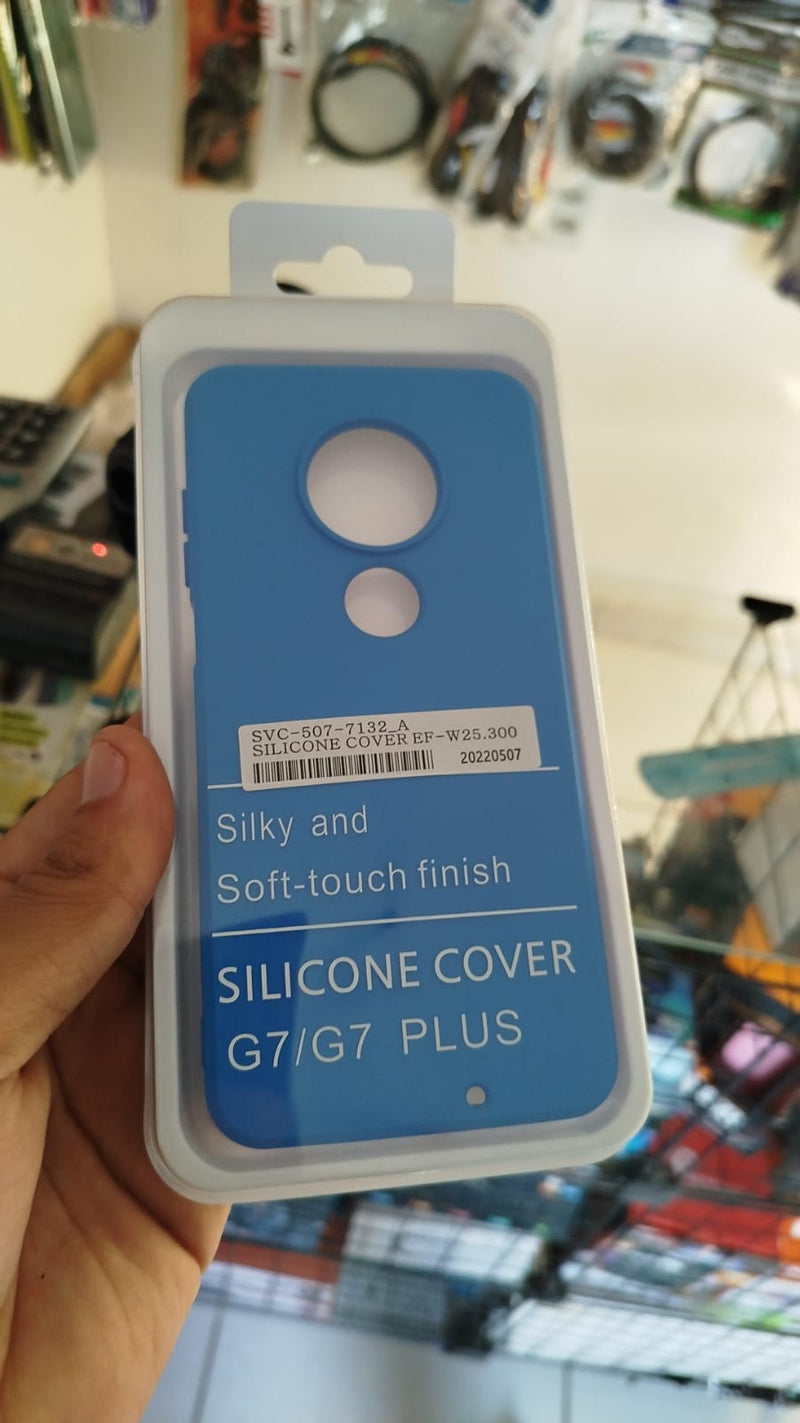 SVC-507-7132_A
SILICONE COVER EF-W25.300
20220507
Silky and
Soft-touch finish
SILICONE COVER
G7/G7 PLUS